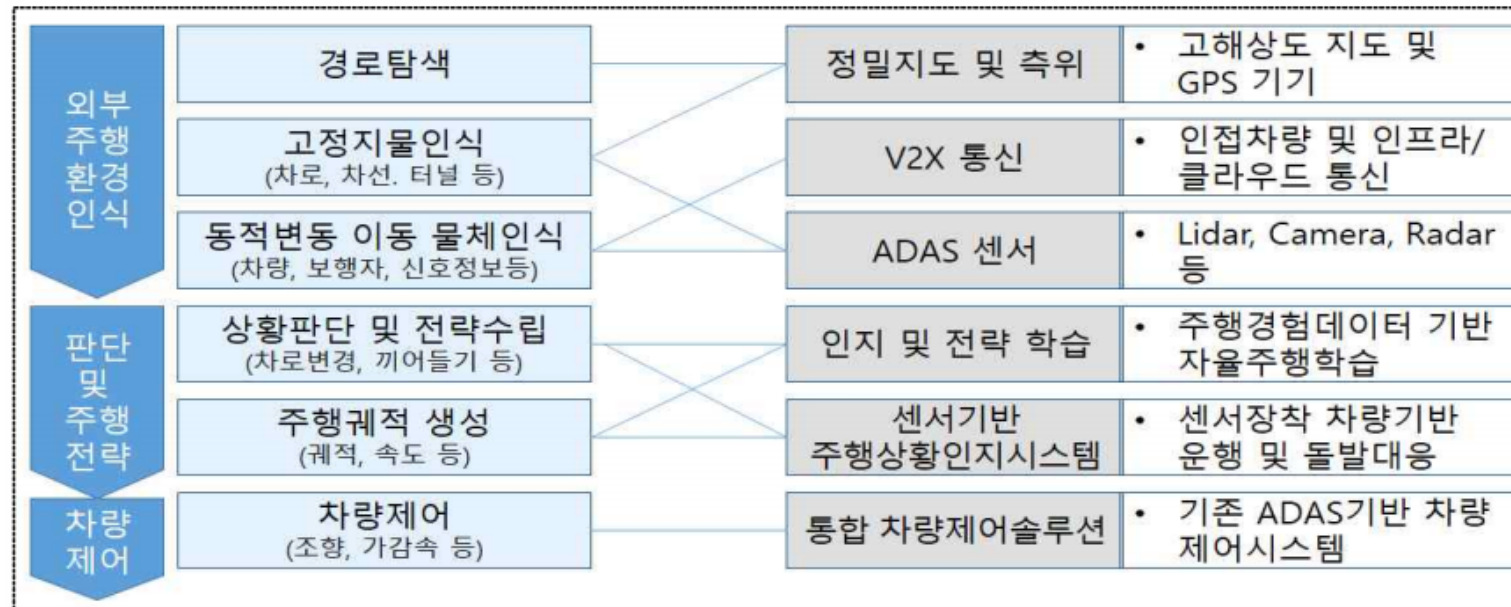 외부
주행
환경
인식
경로탐색
정밀지도 및 측위
• 고해상도 지도 및
GPS 기기
고정지물인식
(차로, 차선. 터널 등)
V2X 통신
• 인접차량 및 인프라/
클라우드 통신
동적변동 이동 물체인식
(차량, 보행자, 신호정보등)
ADAS 센서
• Lidar, Camera, Radar
등
판단
및
주행
전략
상황판단 및 전략수립
(차로변경, 끼어들기 등)
인지 및 전략 학습
• 주행경험데이터 기반
자율주행학습
주행궤적 생성
(궤적, 속도 등)
센서기반
주행상황인지시스템
• 센서장착 차량기반
운행 및 돌발대응
차량
제어
차량제어
(조향, 가감속 등)
통합 차량제어솔루션
• 기존 ADAS기반 차량
제어시스템